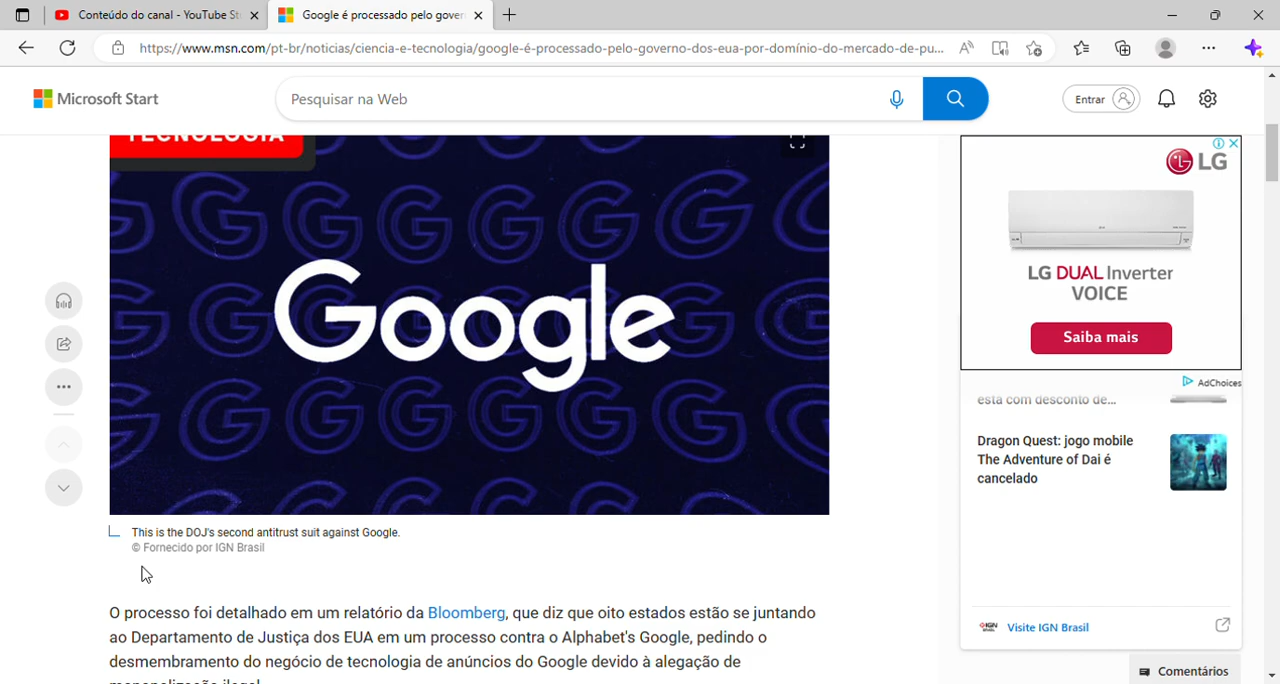 Conteúdo do canal - YouTube St
Google é processado pelo gover
https://www.msn.com/pt-br/noticias/ciencia-e-tecnologia/google-é-processado-pelo-governo-dos-eua-por-domínio-do-mercado-de-pu...
Microsoft Start
Pesquisar na Web
Entrar
TECNOLOGIA
Google
LG
LG DUAL Inverter
VOICE
Saiba mais
AdChoices
está com desconto de...
Dragon Quest: jogo mobile
The Adventure of Dai é
cancelado
This is the DOJ's second antitrust suit against Google.
© Fornecido por IGN Brasil
O processo foi detalhado em um relatório da Bloomberg, que diz que oito estados estão se juntando
ao Departamento de Justiça dos EUA em um processo contra o Alphabet's Google, pedindo o
desmembramento do negócio de tecnologia de anúncios do Google devido à alegação de
Visite IGN Brasil
Comentários